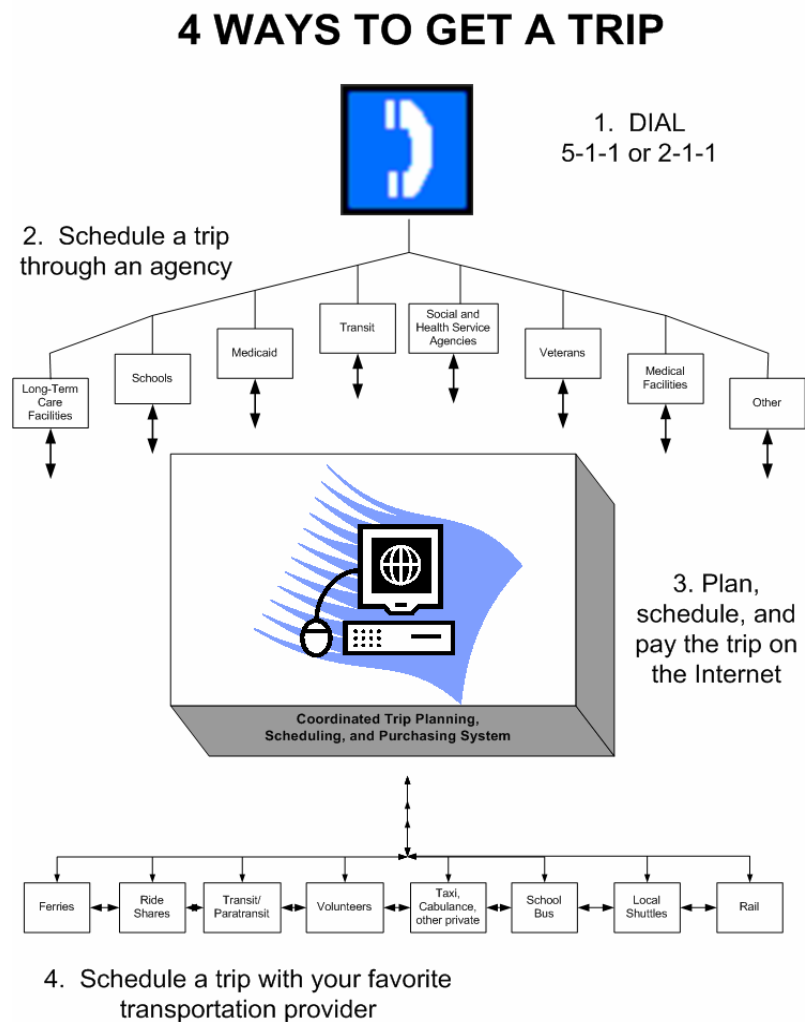 4 WAYS TO GET A TRIP
1. DIAL
5-1-1 or 2-1-1
2. Schedule a trip
through an agency
Long-Term
Care
Facilities
Schools
Medicaid
Transit
Social and
Health Service
Agencies
Veterans
Medical
Facilities
Other
3. Plan,
schedule, and
pay the trip on
the Internet
Coordinated Trip Planning,
Scheduling, and Purchasing System
Ferries
Ride
Shares
Transit/
Paratransit
Volunteers
Taxi,
Cabulance,
other private
School
Bus
Local
Shuttles
Rail
4. Schedule a trip with your favorite
transportation provider